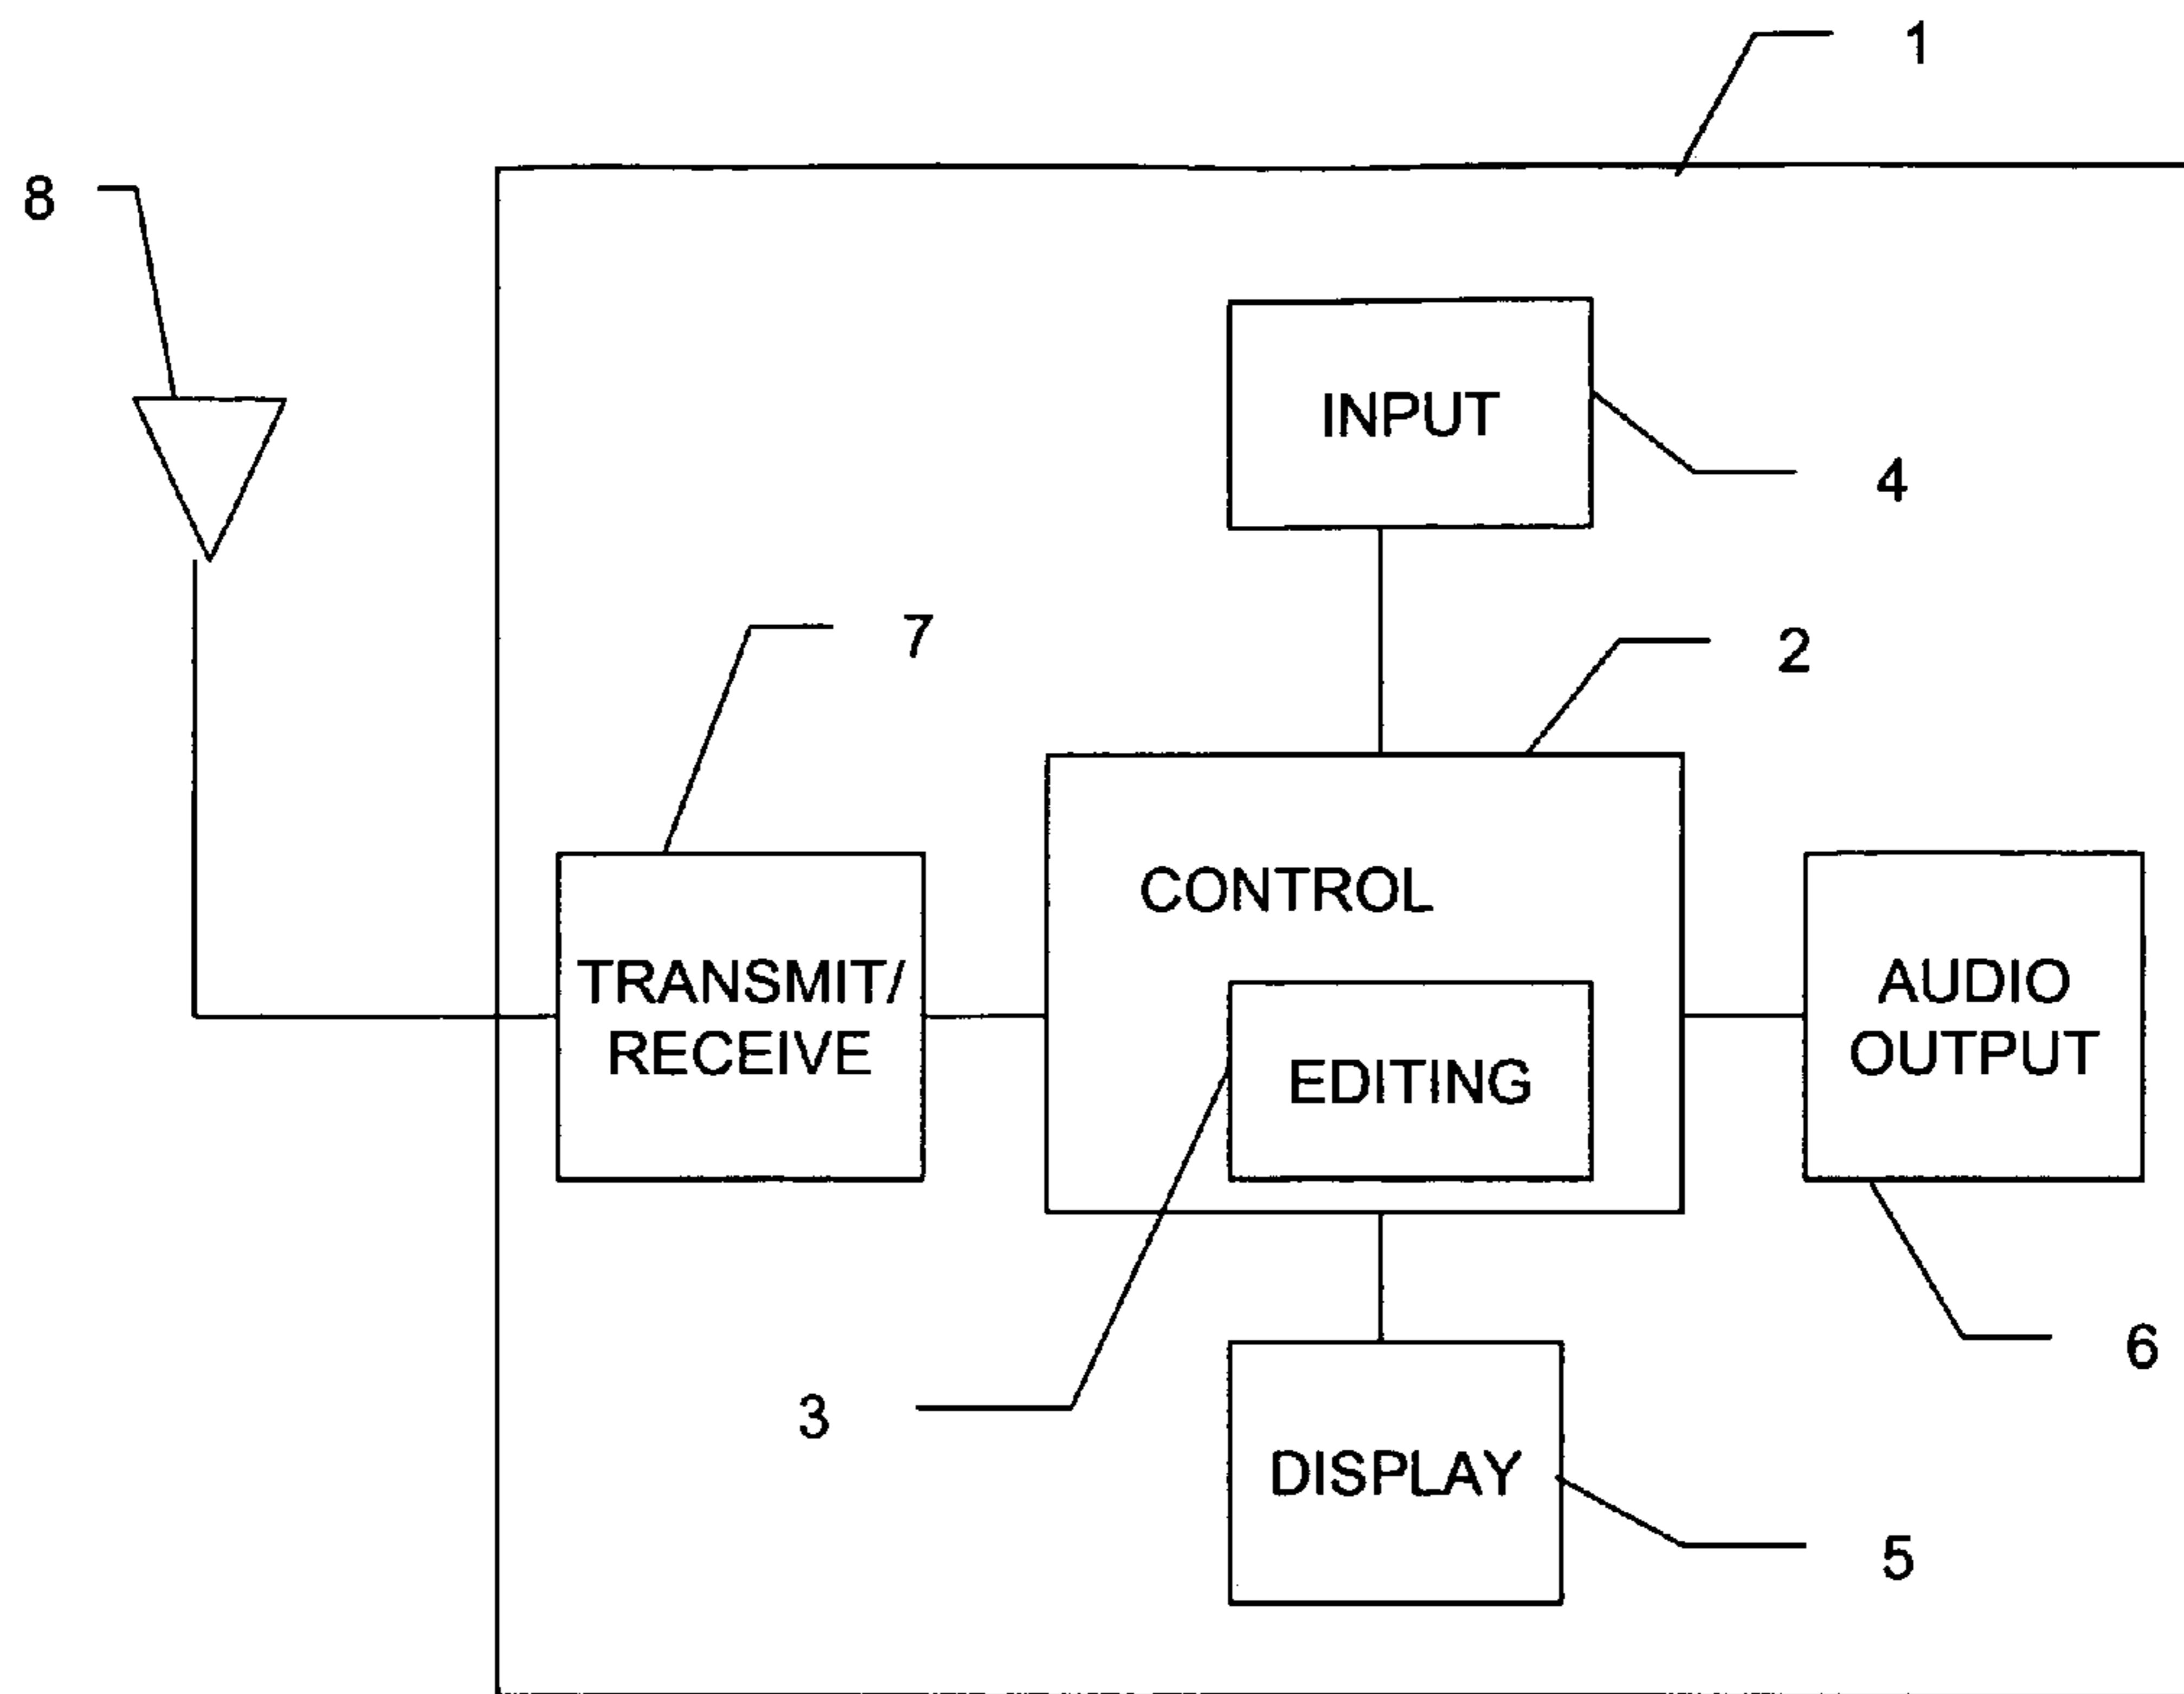 1
8
INPUT
4
7
2
CONTROL
TRANSMIT/
RECEIVE
AUDIO
OUTPUT
EDITING
6
3
DISPLAY
5